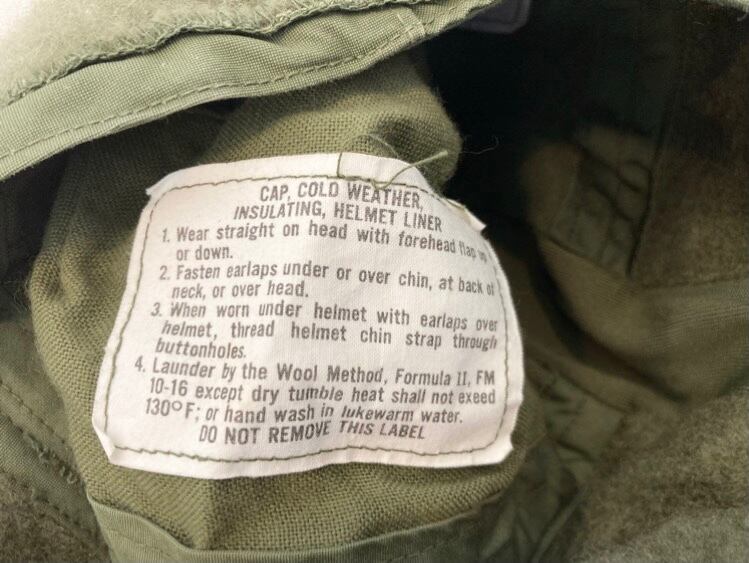 CAP, COLD WEATHER,
INSULATING, HELMET LINER
1. Wear straight on head with forehead flap up
or down.
2. Fasten earlaps under or over chin, at back of
neck, or over head.
3. When worn under helmet with earlaps over
helmet, thread helmet chin strap through
buttonholes.
4. Launder by the Wool Method, Formula II, FM
10-16 except dry tumble heat shall not exeed
130°F; or hand wash in lukewarm water.
DO NOT REMOVE THIS LABEL